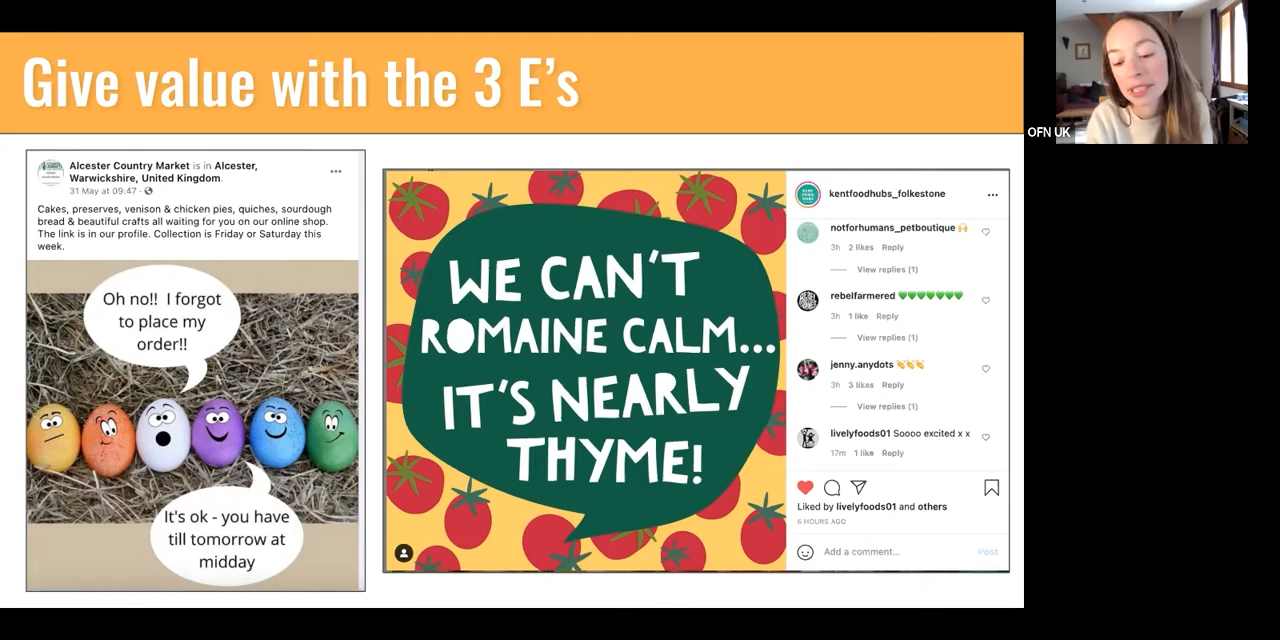 Give value with the 3 E's
OFN UK
Alcester Country Market is in Alcester,
Warwickshire, United Kingdom.
31 May at 09:47 ·
Cakes, preserves, venison & chicken pies, quiches, sourdough
bread & beautiful crafts all waiting for you on our online shop.
The link is in our profile. Collection is Friday or Saturday this
week.
Oh no!! I forgot
to place my
order!!
It's ok - you have
till tomorrow at
midday
WE CAN'T
ROMAINE CALM...
IT'S NEARLY
THYME!
kentfoodhubs_folkestone
notforhumans_petboutique 🙌
3h 2 likes Reply
View replies (1)
rebelfarmered 💚💚💚💚💚💚💚
3h 1 like Reply
View replies (1)
jenny.anydots 👏👏👏
3h 3 likes Reply
View replies (1)
livelyfoods01 Soooo excited x x
17m 1 like Reply
Liked by livelyfoods01 and others
6 HOURS AGO
Add a comment...
Post